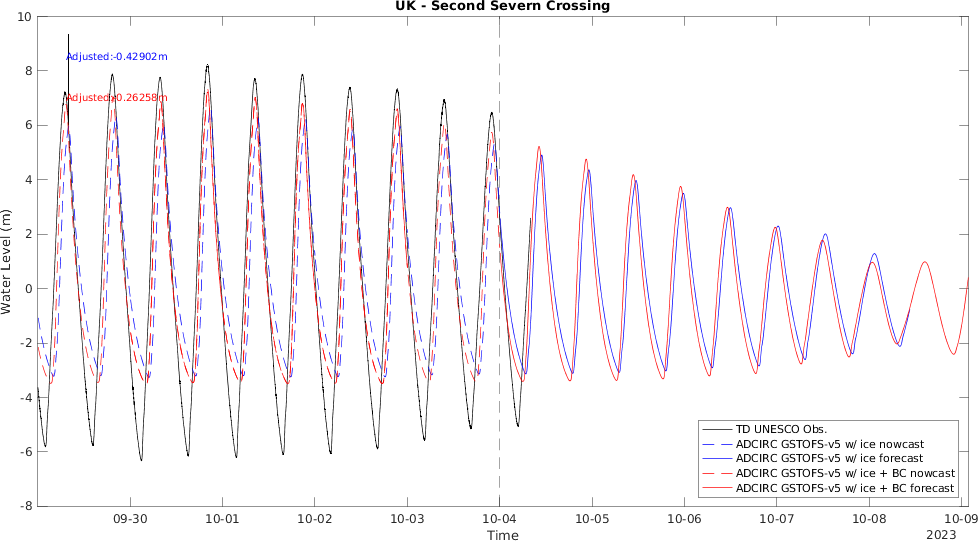 UK - Second Severn Crossing
10
8
6
4
2
0
-2
-4
-6
-8
Water Level (m)
Adjusted:-0.42902m
Adjusted:0.26258m
TD UNESCO Obs.
ADCIRC GSTOFS-v5 w/ ice nowcast
ADCIRC GSTOFS-v5 w/ ice forecast
ADCIRC GSTOFS-v5 w/ ice + BC nowcast
ADCIRC GSTOFS-v5 w/ ice + BC forecast
09-30 10-01 10-02 10-03 10-04 10-05 10-06 10-07 10-08 10-09
Time
2023